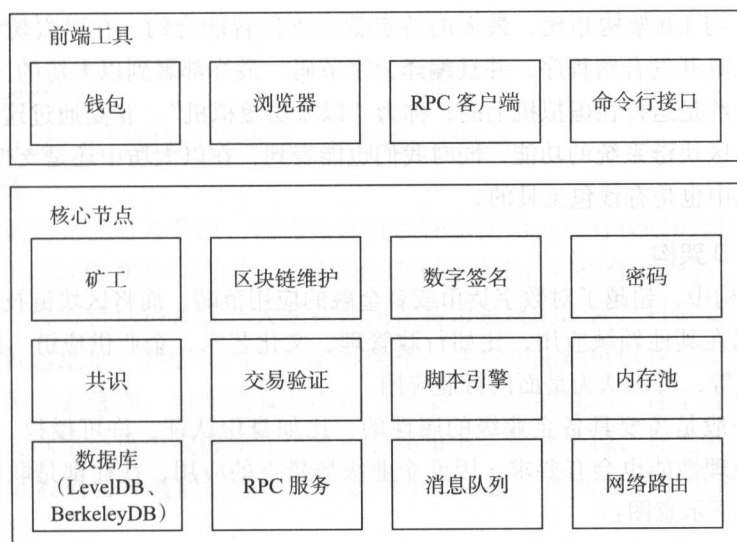 前端工具
钱包
浏览器
RPC 客户端
命令行接口
核心节点
矿工
区块链维护
数字签名
密码
共识
交易验证
脚本引擎
内存池
数据库
(LevelDB、
BerkeleyDB)
RPC 服务
消息队列
网络路由